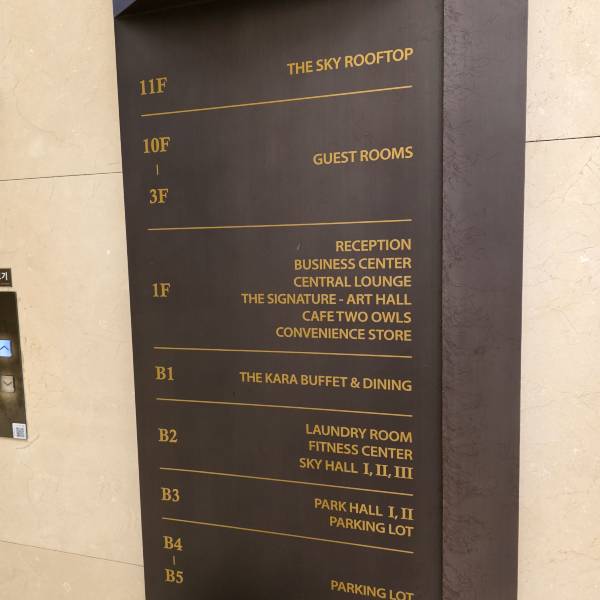 11F
THE SKY ROOFTOP
10F
|
3F
GUEST ROOMS
1F
RECEPTION
BUSINESS CENTER
CENTRAL LOUNGE
THE SIGNATURE - ART HALL
CAFE TWO OWLS
CONVENIENCE STORE
B1
THE KARA BUFFET & DINING
B2
LAUNDRY ROOM
FITNESS CENTER
SKY HALL I, II, III
B3
PARK HALL I, II
PARKING LOT
B4
|
B5
PARKING LOT